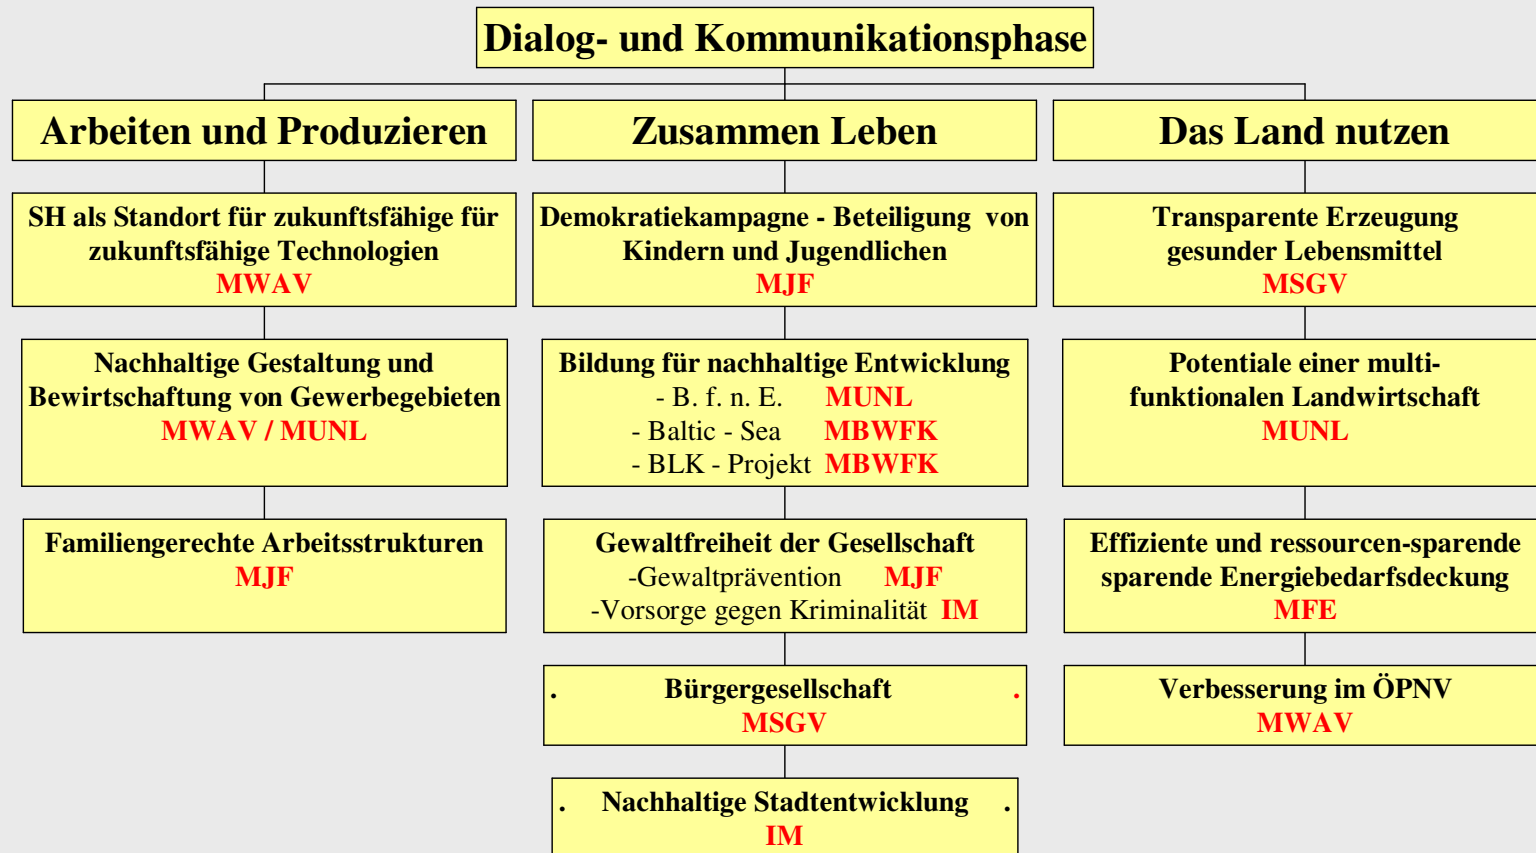 Dialog- und Kommunikationsphase
Arbeiten und Produzieren
SH als Standort für zukunftsfähige für
zukunftsfähige Technologien
MWAV
Nachhaltige Gestaltung und
Bewirtschaftung von Gewerbegebieten
MWAV / MUNL
Familiengerechte Arbeitsstrukturen
MJF
Zusammen Leben
Demokratiekampagne - Beteiligung von
Kindern und Jugendlichen
MJF
Bildung für nachhaltige Entwicklung
- B. f. n. E. MUNL
- Baltic - Sea MBWFK
- BLK - Projekt MBWFK
Gewaltfreiheit der Gesellschaft
-Gewaltprävention MJF
-Vorsorge gegen Kriminalität IM
. Bürgergesellschaft .
MSGV
. Nachhaltige Stadtentwicklung .
IM
Das Land nutzen
Transparente Erzeugung
gesunder Lebensmittel
MSGV
Potentiale einer multi-
funktionalen Landwirtschaft
MUNL
Effiziente und ressourcen-sparende
sparende Energiebedarfsdeckung
MFE
Verbesserung im ÖPNV
MWAV